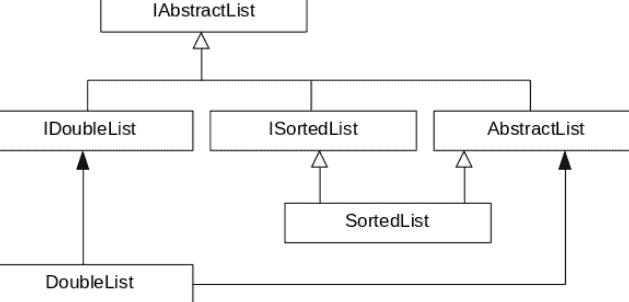 IAbstractList
IDoubleList
ISortedList
AbstractList
SortedList
DoubleList